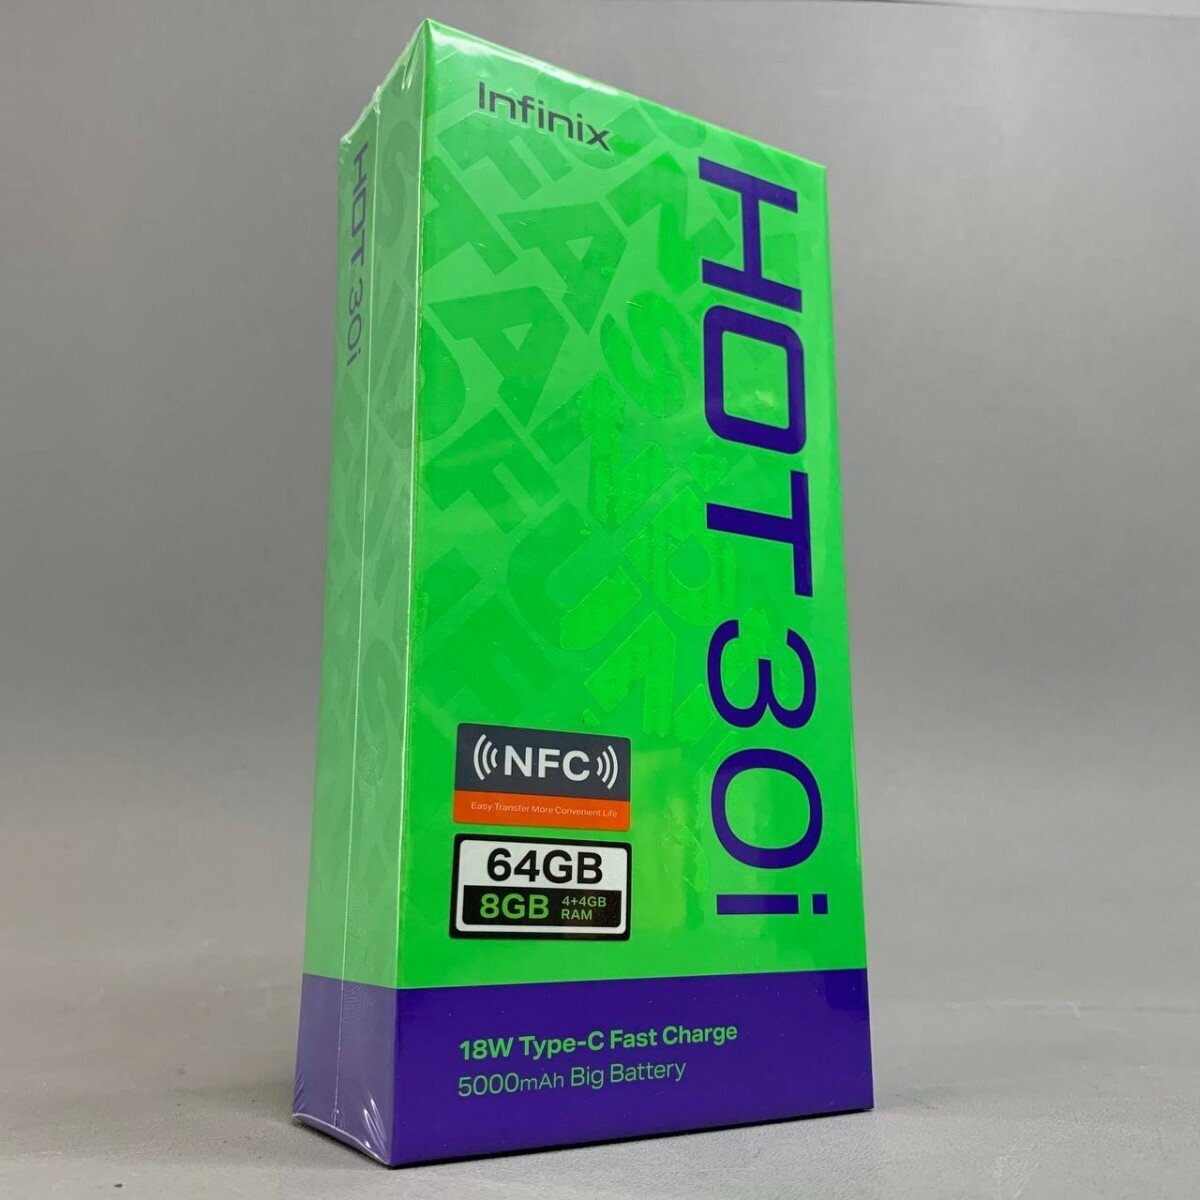 Infinix
HOT 30i
HOT 30i
NFC
Easy Transfer More Convenient Life
64GB
8GB 4+4GB RAM
18W Type-C Fast Charge
5000mAh Big Battery